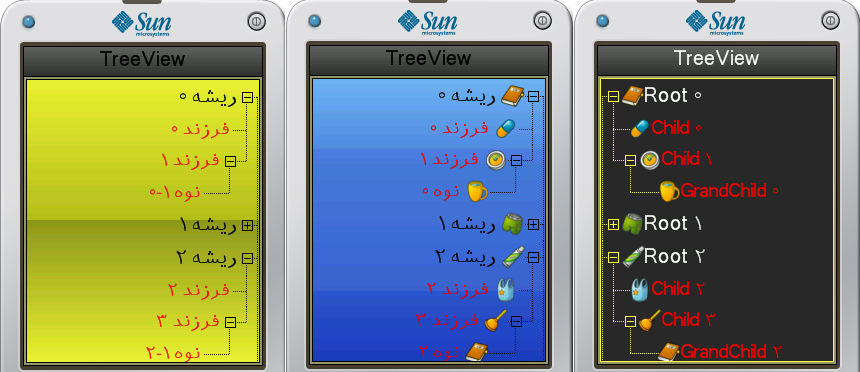 Sun
microsystems
TreeView
ریشه ۰
فرزند ۰
فرزند ۱
نوه ۱-۰
ریشه ۱
ریشه ۲
فرزند ۲
فرزند ۳
نوه ۱-۲
Sun
microsystems
TreeView
ریشه ۰
فرزند ۰
فرزند ۱
نوه ۰
ریشه ۱
ریشه ۲
فرزند ۲
فرزند ۳
نوه ۲
Sun
microsystems
TreeView
Root ۰
Child ۰
Child ۱
GrandChild ۰
Root ۱
Root ۲
Child ۲
Child ۳
GrandChild ۲